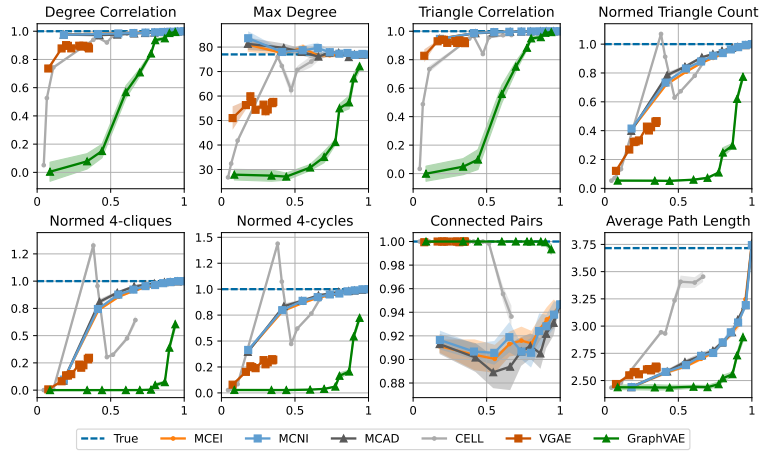 Degree Correlation
Max Degree
Triangle Correlation
Normed Triangle Count
1.0
0.8
0.6
0.4
0.2
0.0
0 0.5 1
80
70
60
50
40
30
0 0.5 1
1.0
0.8
0.6
0.4
0.2
0.0
0 0.5 1
1.0
0.8
0.6
0.4
0.2
0.0
0 0.5 1
Normed 4-cliques
Normed 4-cycles
Connected Pairs
Average Path Length
1.2
1.0
0.8
0.5
0.2
0.0
0 0.5 1
1.5
1.2
1.0
0.8
0.5
0.2
0.0
0 0.5 1
1.00
0.98
0.96
0.94
0.92
0.90
0.88
0 0.5 1
3.75
3.50
3.25
3.00
2.75
2.50
0 0.5 1
True MCEI MCNI MCAD CELL VGAE GraphVAE